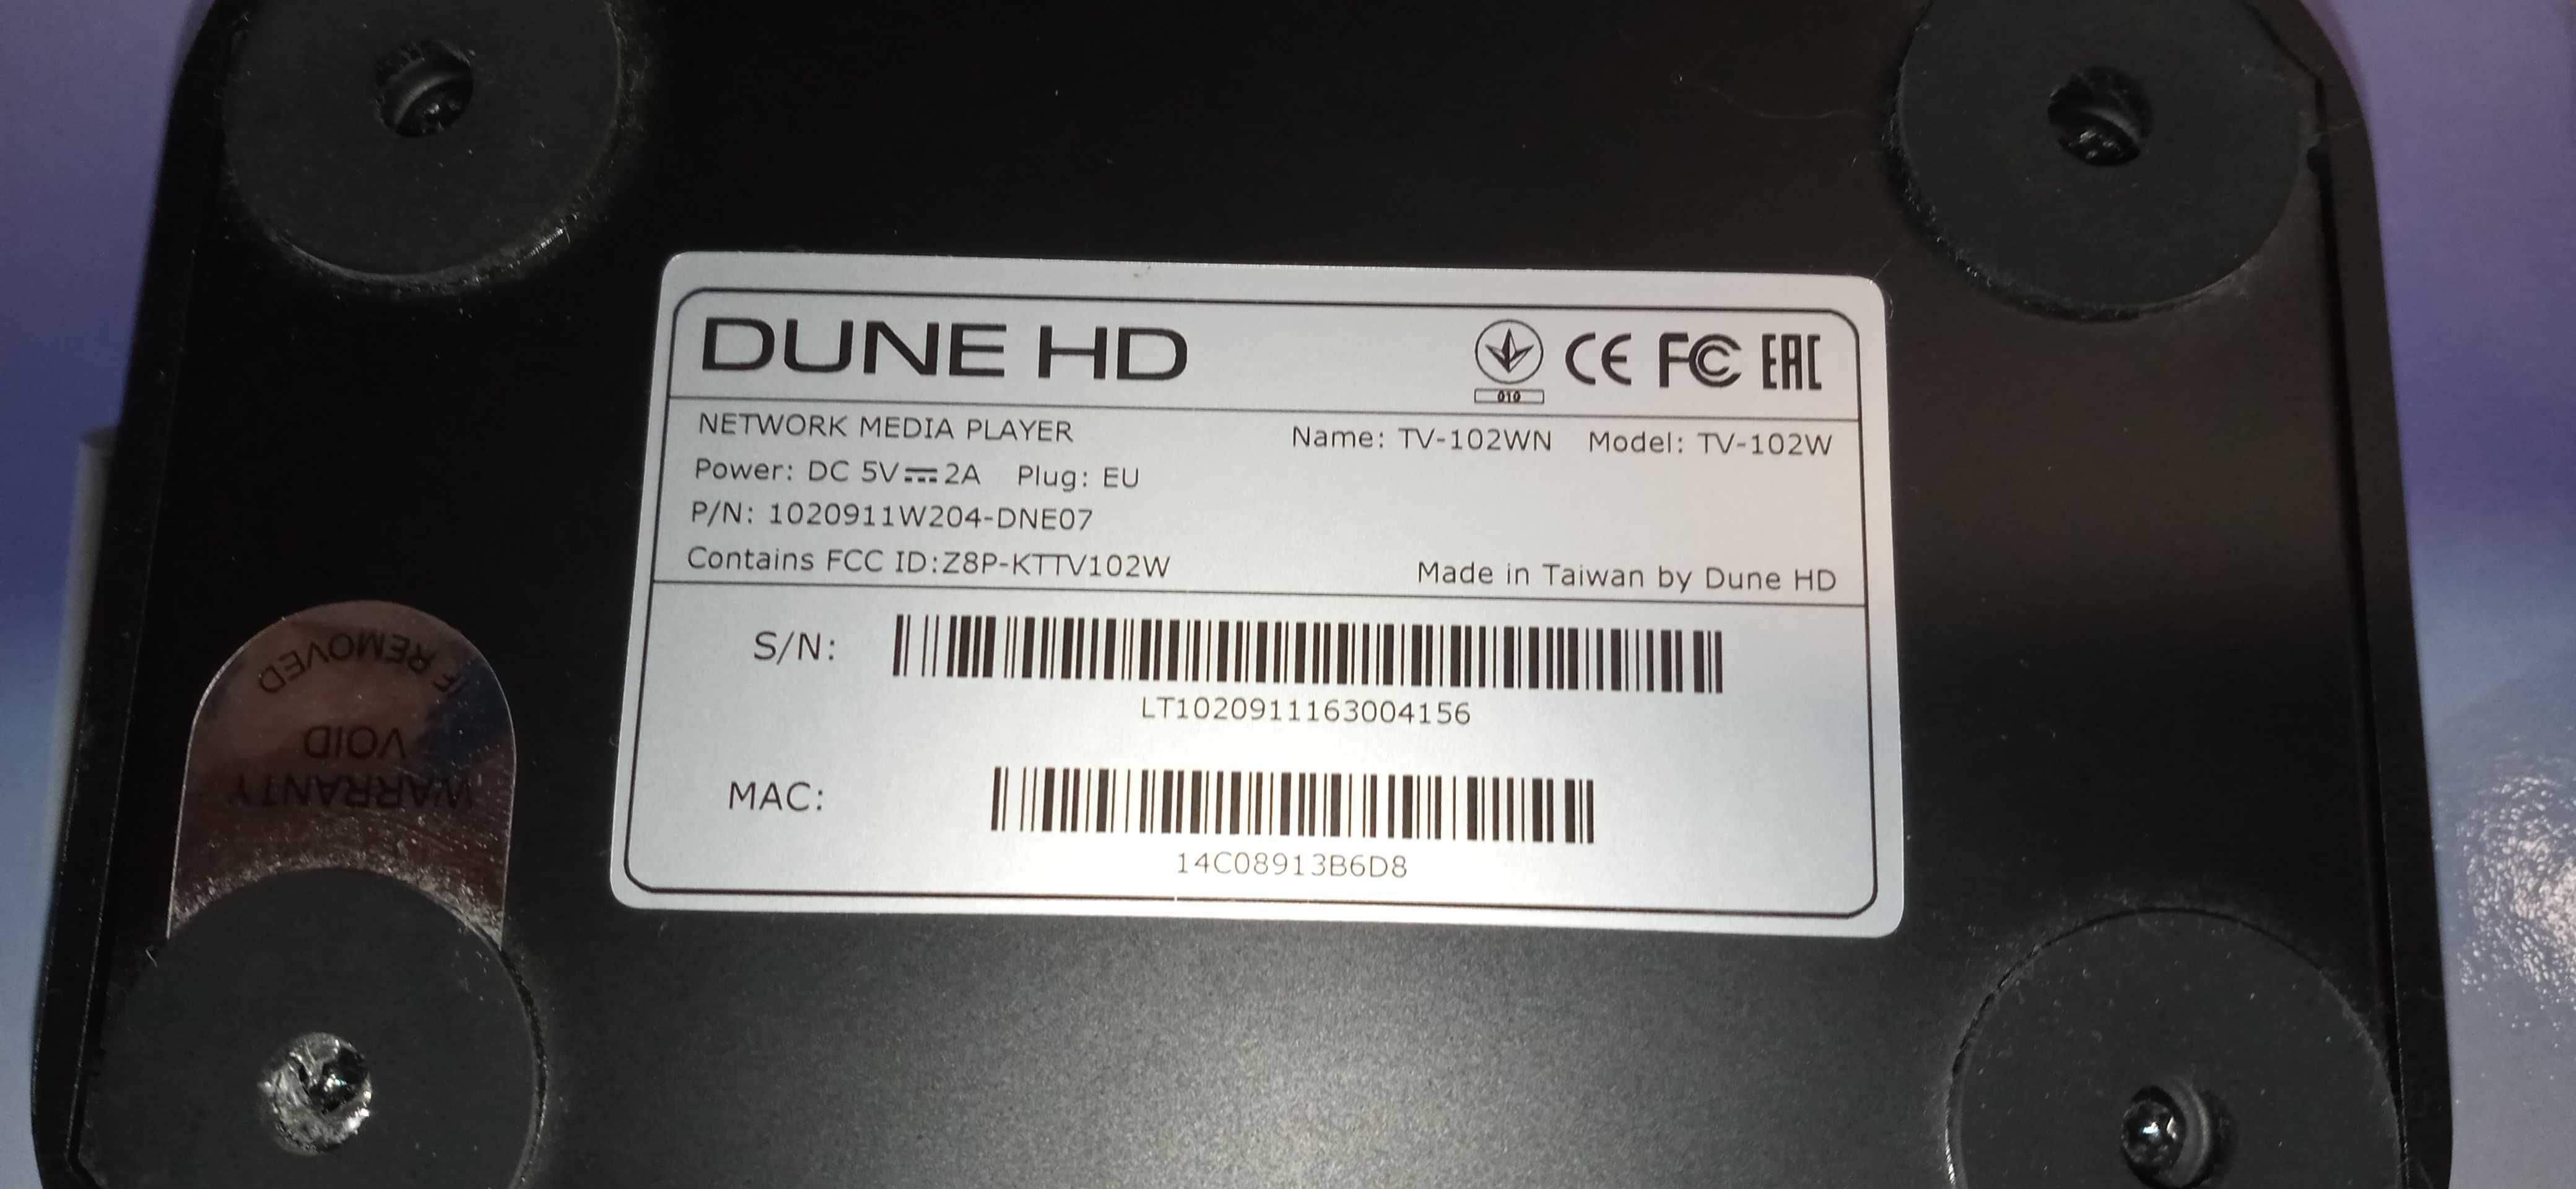 DUNE HD
010
CE FC EAC
NETWORK MEDIA PLAYER
Name: TV-102WN Model: TV-102W
Power: DC 5V⎓2A Plug: EU
P/N: 1020911W204-DNE07
Contains FCC ID:Z8P-KTTV102W
Made in Taiwan by Dune HD
S/N:
LT1020911163004156
MAC:
14C08913B6D8
WARRANTY
VOID
IF REMOVED